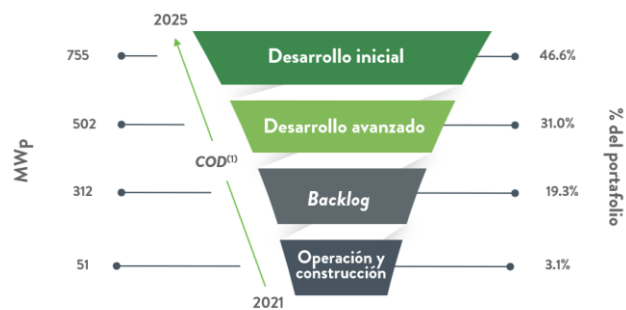 2025
755
Desarrollo inicial
46.6%
502
Desarrollo avanzado
31.0%
MWp
COD(1)
% del portafolio
312
Backlog
19.3%
51
Operación y
construcción
3.1%
2021